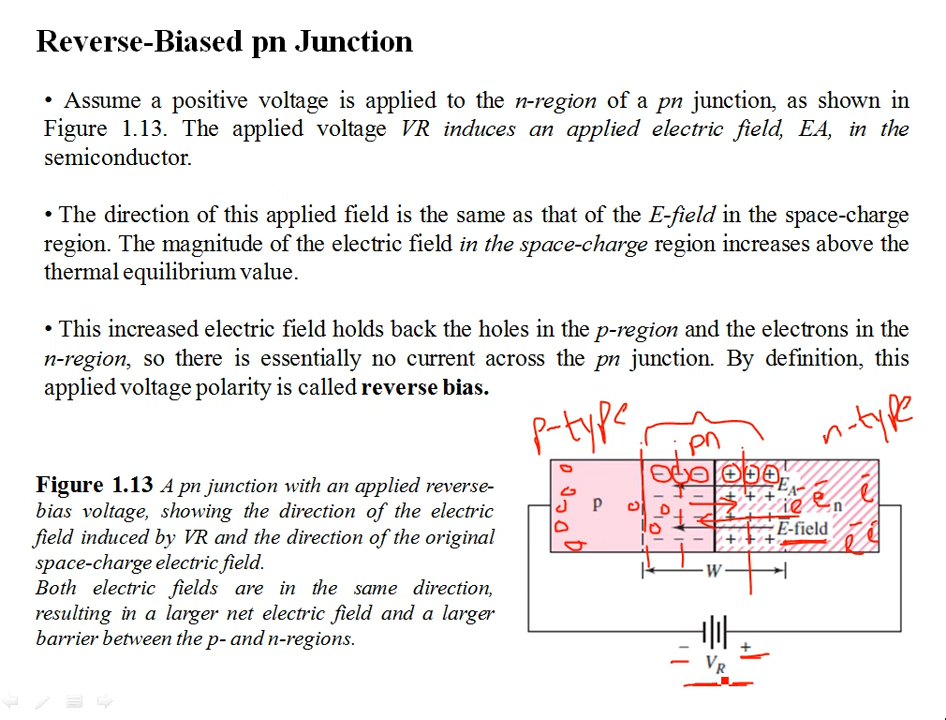 Reverse-Biased pn Junction
• Assume a positive voltage is applied to the n-region of a pn junction, as shown in
Figure 1.13. The applied voltage VR induces an applied electric field, EA, in the
semiconductor.
• The direction of this applied field is the same as that of the E-field in the space-charge
region. The magnitude of the electric field in the space-charge region increases above the
thermal equilibrium value.
• This increased electric field holds back the holes in the p-region and the electrons in the
n-region, so there is essentially no current across the pn junction. By definition, this
applied voltage polarity is called reverse bias.
P-type
pn
n-type
Figure 1.13 A pn junction with an applied reverse-
bias voltage, showing the direction of the electric
field induced by VR and the direction of the original
space-charge electric field.
Both electric fields are in the same direction,
resulting in a larger net electric field and a larger
barrier between the p- and n-regions.
p
EA
n
E-field
W
− +
VR